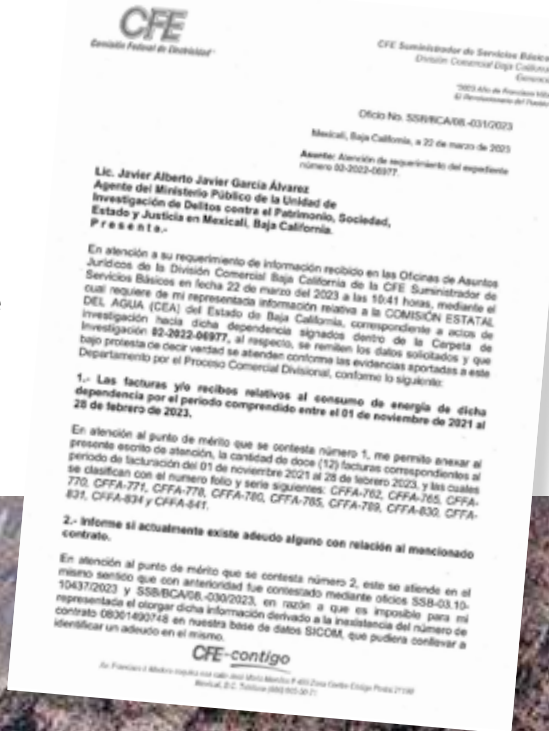 CFE
Comisión Federal de Electricidad
CFE Suministrador de Servicios Básicos
División Comercial Baja California
"2023 Año de Francisco Villa
El Revolucionario del Pueblo"
Oficio No. SSB/BCA/08.-031/2023
Mexicali, Baja California, a 22 de marzo de 2023
Asunto: Atención de requerimiento del expediente
número 02-2022-06977.
Lic. Javier Alberto Javier García Álvarez
Agente del Ministerio Público de la Unidad de
Investigación de Delitos contra el Patrimonio, Sociedad,
Estado y Justicia en Mexicali, Baja California.
P r e s e n t e.-
En atención a su requerimiento de información recibido en las Oficinas de Asuntos
Jurídicos de la División Comercial Baja California de la CFE Suministrador de
Servicios Básicos en fecha 22 de marzo del 2023 a las 10:41 horas, mediante el
cual requiere de mi representada información relativa a la COMISIÓN ESTATAL
DEL AGUA (CEA) del Estado de Baja California, correspondiente a actos de
investigación hacia dicha dependencia signados dentro de la Carpeta de
Investigación 02-2022-06977, al respecto, se remiten los datos solicitados y que
bajo protesta de decir verdad se atienden conforme las evidencias aportadas a este
Departamento por el Proceso Comercial Divisional, conforme lo siguiente:
1.- Las facturas y/o recibos relativos al consumo de energía de dicha
dependencia por el periodo comprendido entre el 01 de noviembre de 2021 al
28 de febrero de 2023.
En atención al punto de mérito que se contesta número 1, me permito anexar al
presente escrito de atención, la cantidad de doce (12) facturas correspondientes al
periodo de facturación del 01 de noviembre 2021 al 28 de febrero 2023, y las cuales
se clasifican con el numero folio y serie siguientes: CFFA-762, CFFA-765, CFFA-
770, CFFA-771, CFFA-778, CFFA-780, CFFA-785, CFFA-789, CFFA-830, CFFA-
831, CFFA-834 y CFFA-841.
2.- Informe si actualmente existe adeudo alguno con relación al mencionado
contrato.
En atención al punto de mérito que se contesta número 2, este se atiende en el
mismo sentido que con anterioridad fue contestado mediante oficios SSB-03.10-
10437/2023 y SSB/BCA/08.-030/2023, en razón a que es imposible para mi
representada el otorgar dicha información derivado a la inexistencia del número de
contrato 08301490748 en nuestra base de datos SICOM, que pudiera conllevar a
identificar un adeudo en el mismo.
CFE-contigo